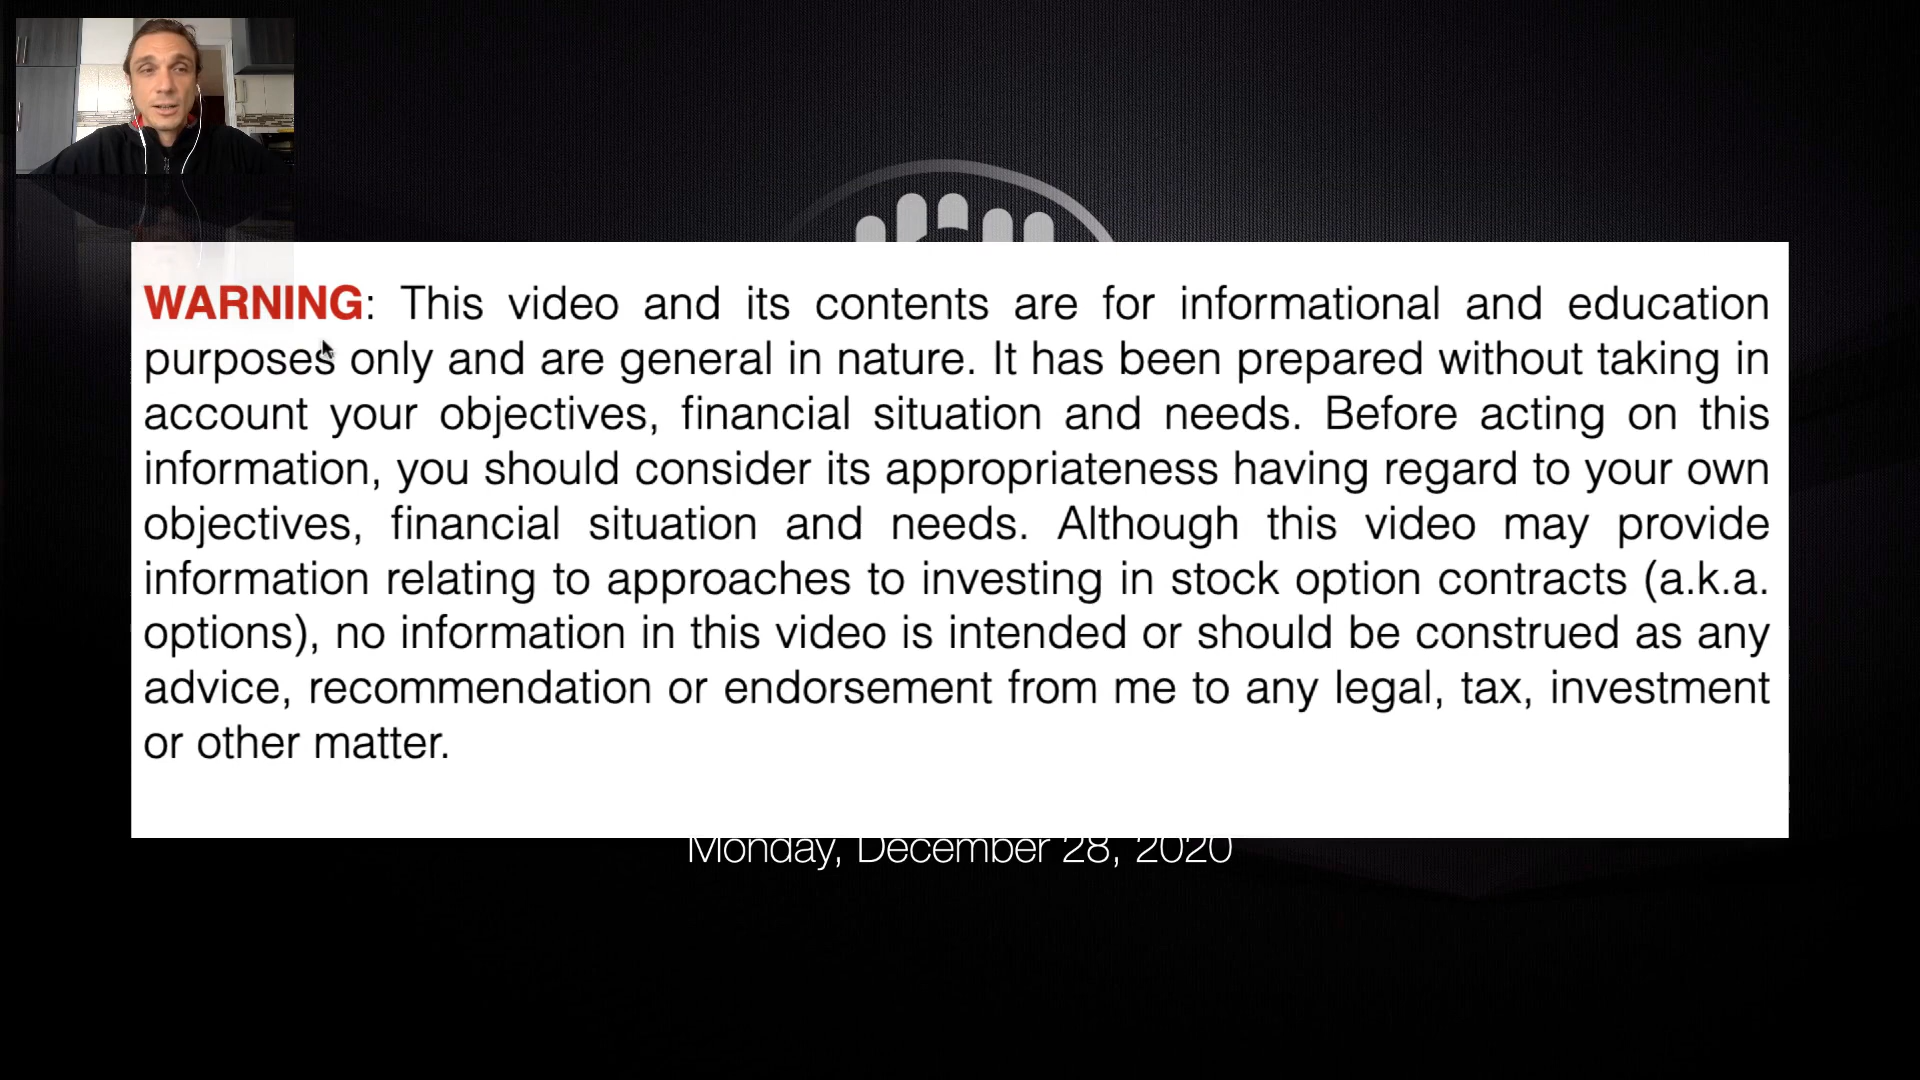 WARNING: This video and its contents are for informational and education
purposes only and are general in nature. It has been prepared without taking in
account your objectives, financial situation and needs. Before acting on this
information, you should consider its appropriateness having regard to your own
objectives, financial situation and needs. Although this video may provide
information relating to approaches to investing in stock option contracts (a.k.a.
options), no information in this video is intended or should be construed as any
advice, recommendation or endorsement from me to any legal, tax, investment
or other matter.
Monday, December 28, 2020